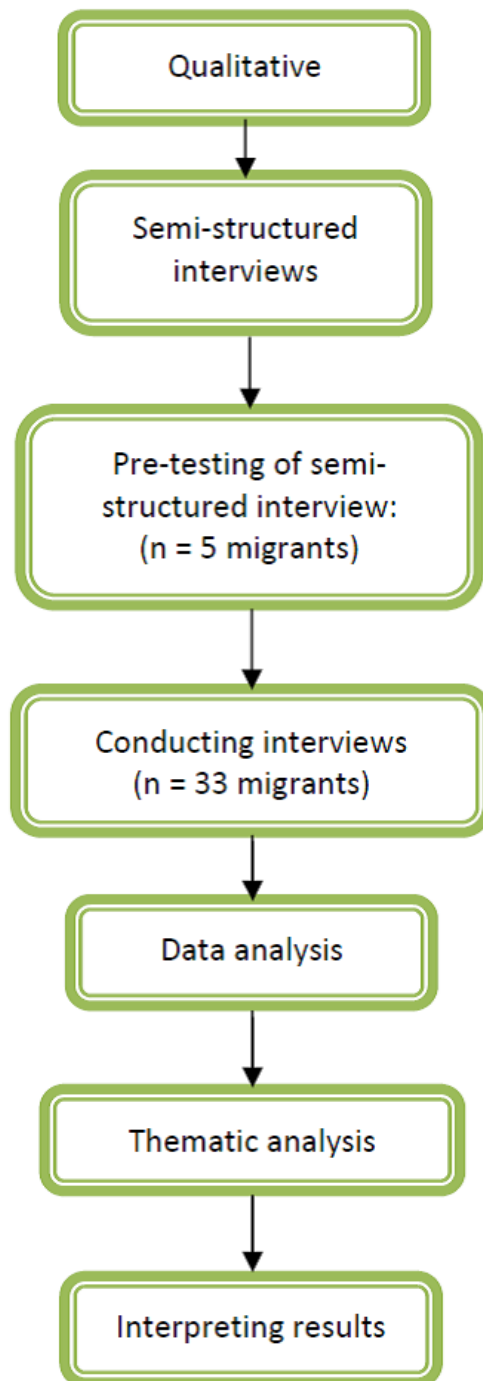 Qualitative
Semi-structured
interviews
Pre-testing of semi-
structured interview:
(n = 5 migrants)
Conducting interviews
(n = 33 migrants)
Data analysis
Thematic analysis
Interpreting results